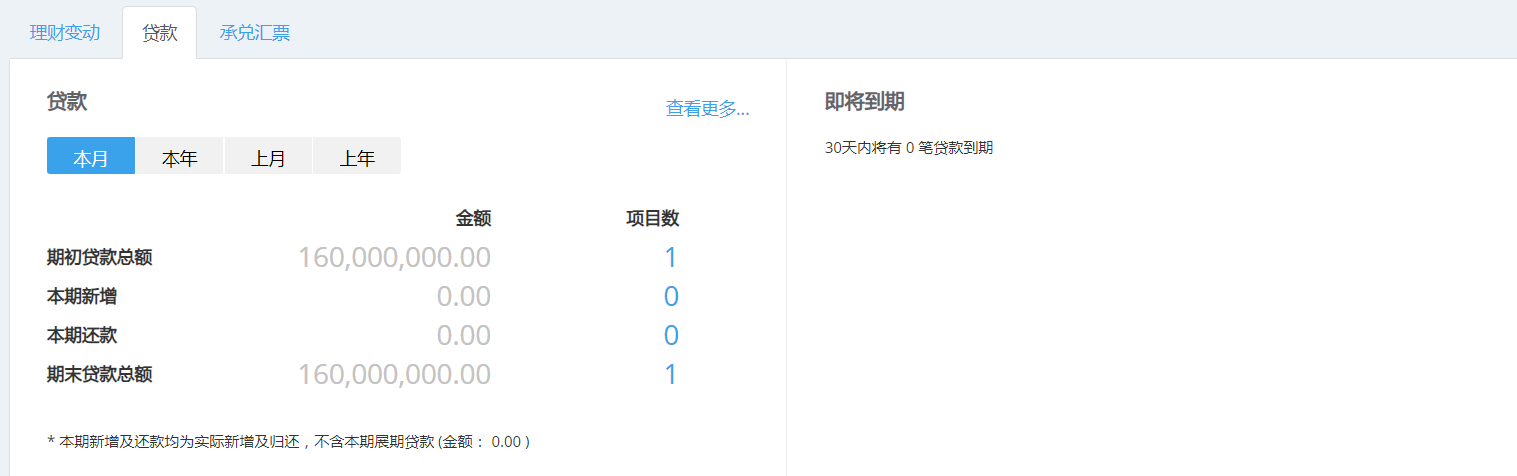 理财变动 贷款 承兑汇票
贷款
查看更多...
本月 本年 上月 上年
金额 项目数
期初贷款总额 160,000,000.00 1
本期新增 0.00 0
本期还款 0.00 0
期末贷款总额 160,000,000.00 1
* 本期新增及还款均为实际新增及归还，不含本期展期贷款 (金额： 0.00 )
即将到期
30天内将有 0 笔贷款到期